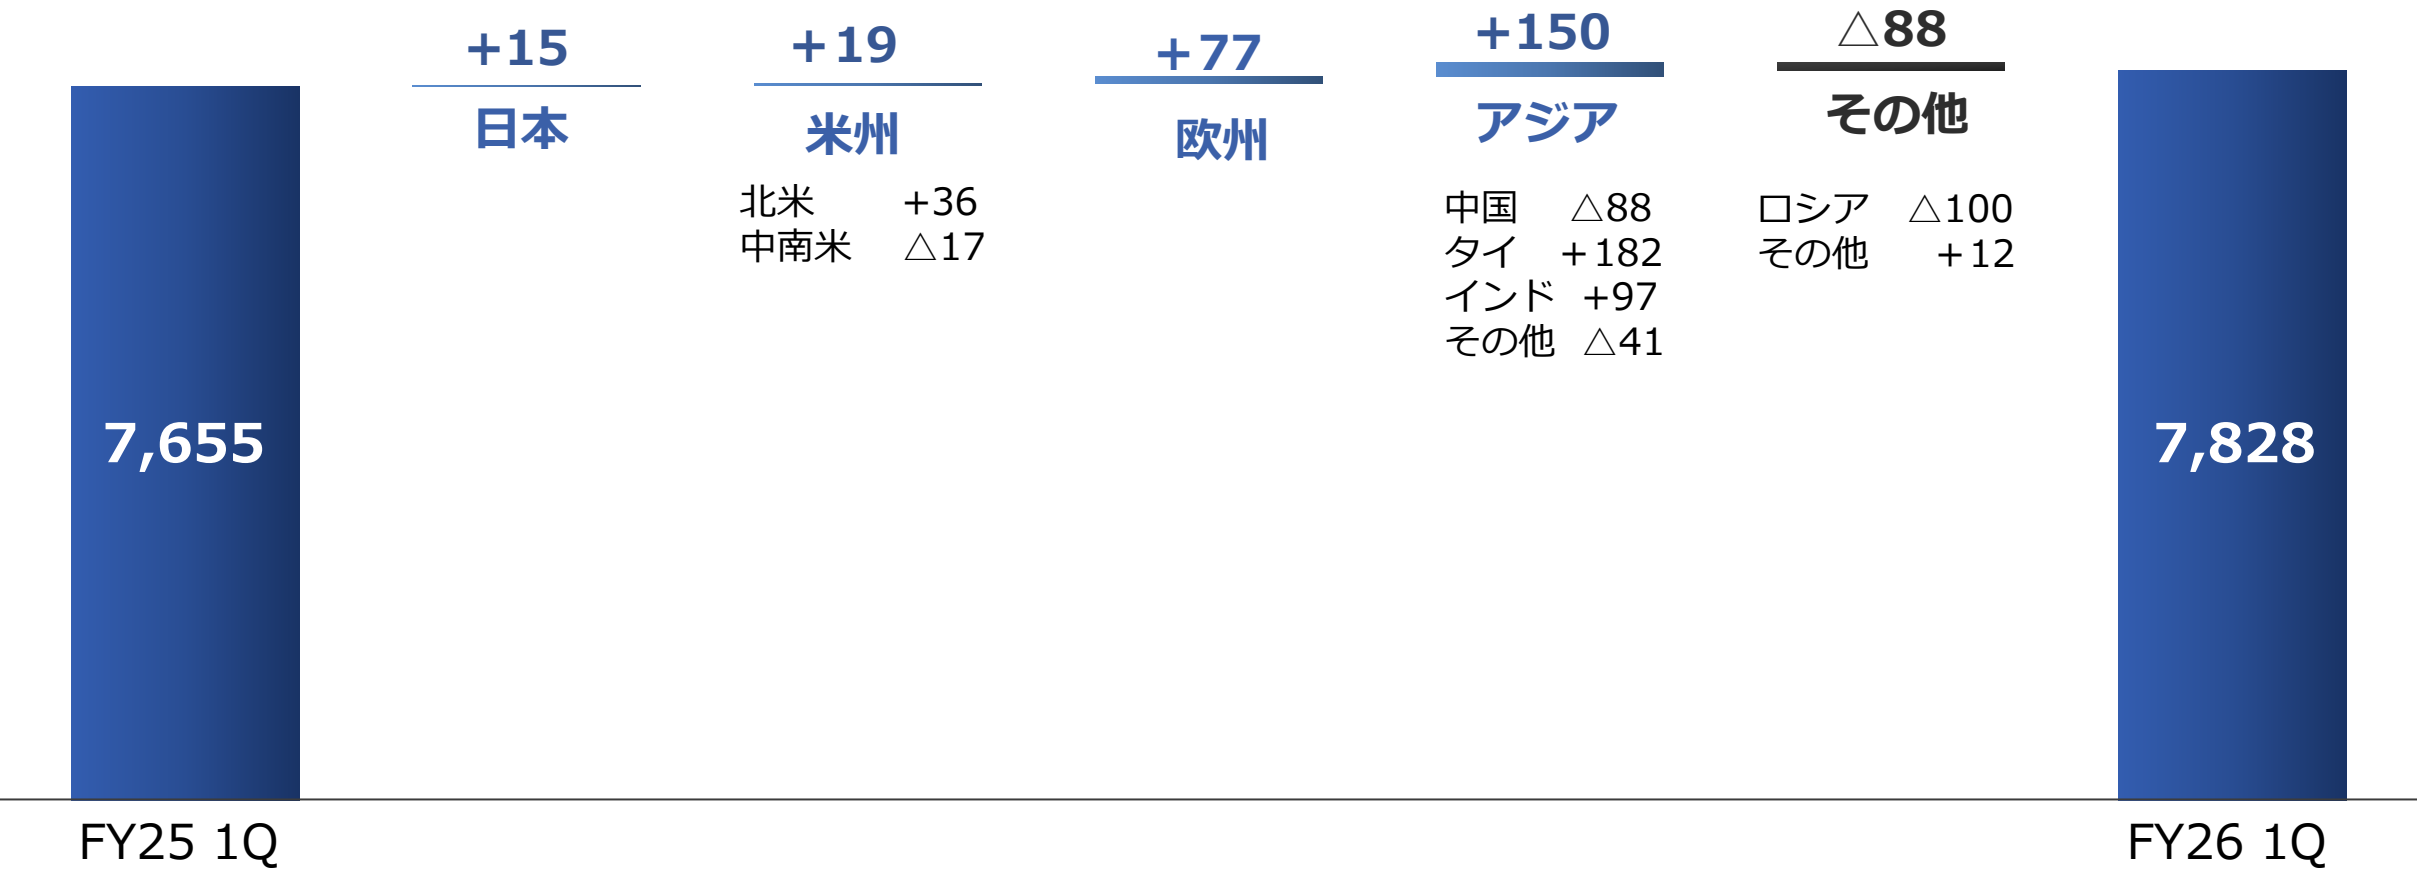 +15
日本
+19
米州
北米 +36
中南米 △17
+77
欧州
+150
アジア
中国 △88
タイ +182
インド +97
その他 △41
△88
その他
ロシア △100
その他 +12
7,655
7,828
FY25 1Q
FY26 1Q